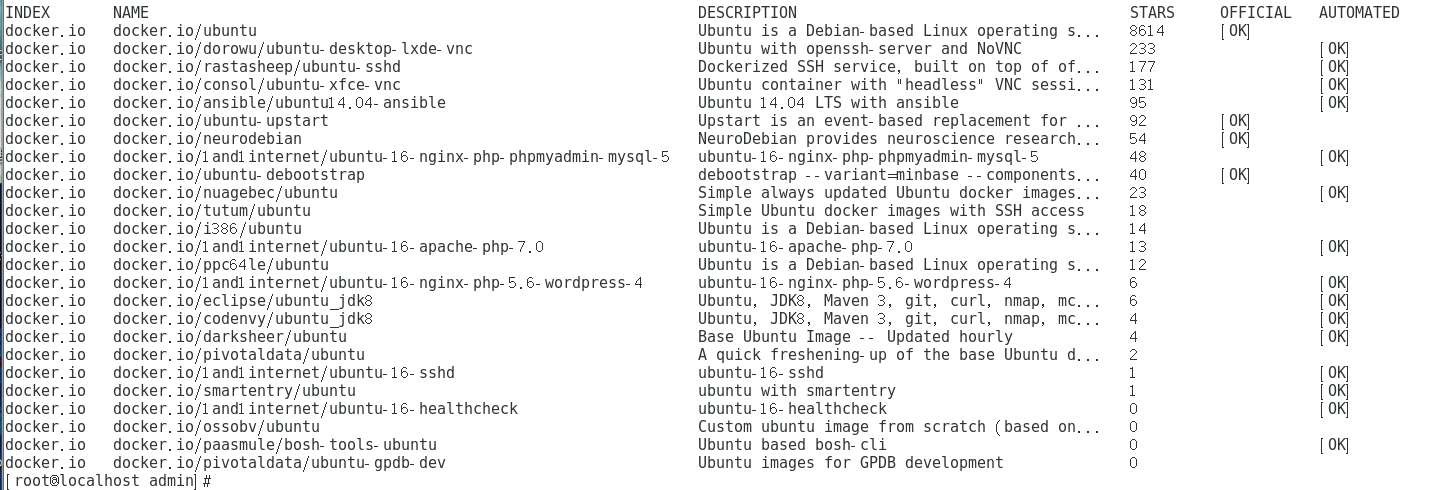 INDEX NAME DESCRIPTION STARS OFFICIAL AUTOMATED
docker.io docker.io/ubuntu Ubuntu is a Debian-based Linux operating s... 8614 [OK]
docker.io docker.io/dorowu/ubuntu-desktop-lxde-vnc Ubuntu with openssh-server and NoVNC 233 [OK]
docker.io docker.io/rastasheep/ubuntu-sshd Dockerized SSH service, built on top of of... 177 [OK]
docker.io docker.io/consol/ubuntu-xfce-vnc Ubuntu container with "headless" VNC sessi... 131 [OK]
docker.io docker.io/ansible/ubuntu14.04-ansible Ubuntu 14.04 LTS with ansible 95 [OK]
docker.io docker.io/ubuntu-upstart Upstart is an event-based replacement for ... 92 [OK]
docker.io docker.io/neurodebian NeuroDebian provides neuroscience research... 54 [OK]
docker.io docker.io/1and1internet/ubuntu-16-nginx-php-phpmyadmin-mysql-5 ubuntu-16-nginx-php-phpmyadmin-mysql-5 48 [OK]
docker.io docker.io/ubuntu-debootstrap debootstrap --variant=minbase --components... 40 [OK]
docker.io docker.io/nuagebec/ubuntu Simple always updated Ubuntu docker images... 23 [OK]
docker.io docker.io/tutum/ubuntu Simple Ubuntu docker images with SSH access 18
docker.io docker.io/i386/ubuntu Ubuntu is a Debian-based Linux operating s... 14
docker.io docker.io/1and1internet/ubuntu-16-apache-php-7.0 ubuntu-16-apache-php-7.0 13 [OK]
docker.io docker.io/ppc64le/ubuntu Ubuntu is a Debian-based Linux operating s... 12
docker.io docker.io/1and1internet/ubuntu-16-nginx-php-5.6-wordpress-4 ubuntu-16-nginx-php-5.6-wordpress-4 6 [OK]
docker.io docker.io/eclipse/ubuntu_jdk8 Ubuntu, JDK8, Maven 3, git, curl, nmap, mc... 6 [OK]
docker.io docker.io/codenvy/ubuntu_jdk8 Ubuntu, JDK8, Maven 3, git, curl, nmap, mc... 4 [OK]
docker.io docker.io/darksheer/ubuntu Base Ubuntu Image -- Updated hourly 4 [OK]
docker.io docker.io/pivotaldata/ubuntu A quick freshening-up of the base Ubuntu d... 2
docker.io docker.io/1and1internet/ubuntu-16-sshd ubuntu-16-sshd 1 [OK]
docker.io docker.io/smartentry/ubuntu ubuntu with smartentry 1 [OK]
docker.io docker.io/1and1internet/ubuntu-16-healthcheck ubuntu-16-healthcheck 0 [OK]
docker.io docker.io/ossobv/ubuntu Custom ubuntu image from scratch (based on... 0
docker.io docker.io/paasmule/bosh-tools-ubuntu Ubuntu based bosh-cli 0 [OK]
docker.io docker.io/pivotaldata/ubuntu-gpdb-dev Ubuntu images for GPDB development 0
[root@localhost admin]#